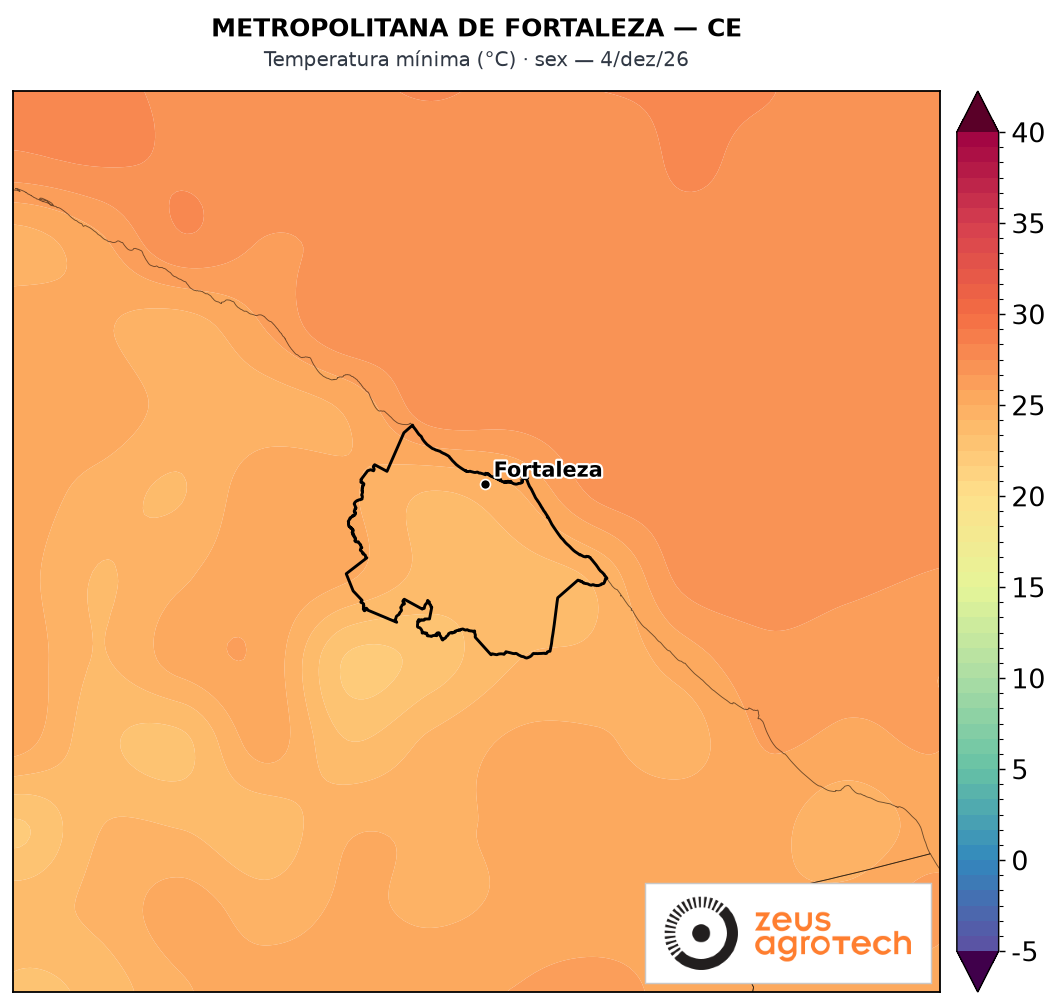 METROPOLITANA DE FORTALEZA — CE
Temperatura mínima (°C) · sex — 4/dez/26
40
35
30
25
20
15
10
5
0
-5
Fortaleza
zeus
agrotech